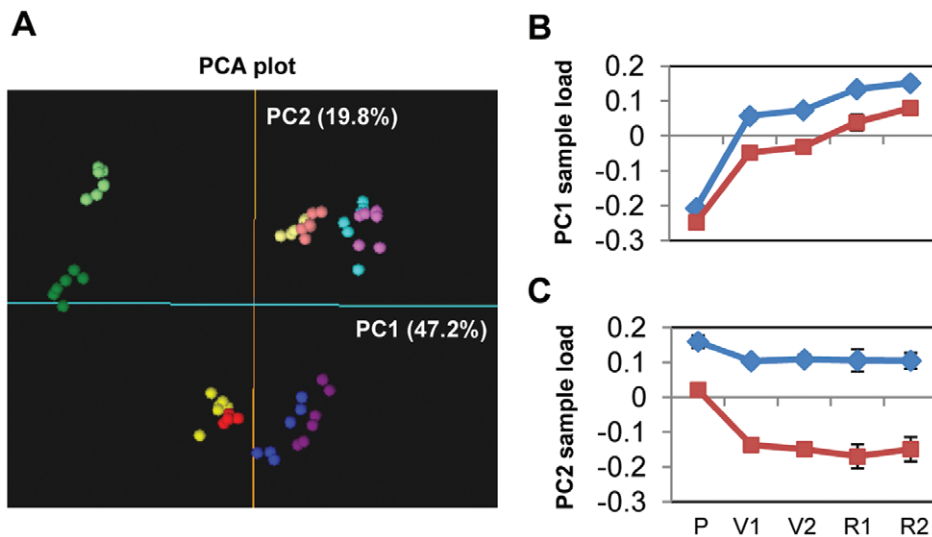 A
PCA plot
PC2 (19.8%)
PC1 (47.2%)
B
PC1 sample load
0.2
0.1
0
-0.1
-0.2
-0.3
C
PC2 sample load
0.2
0.1
0
-0.1
-0.2
-0.3
P V1 V2 R1 R2